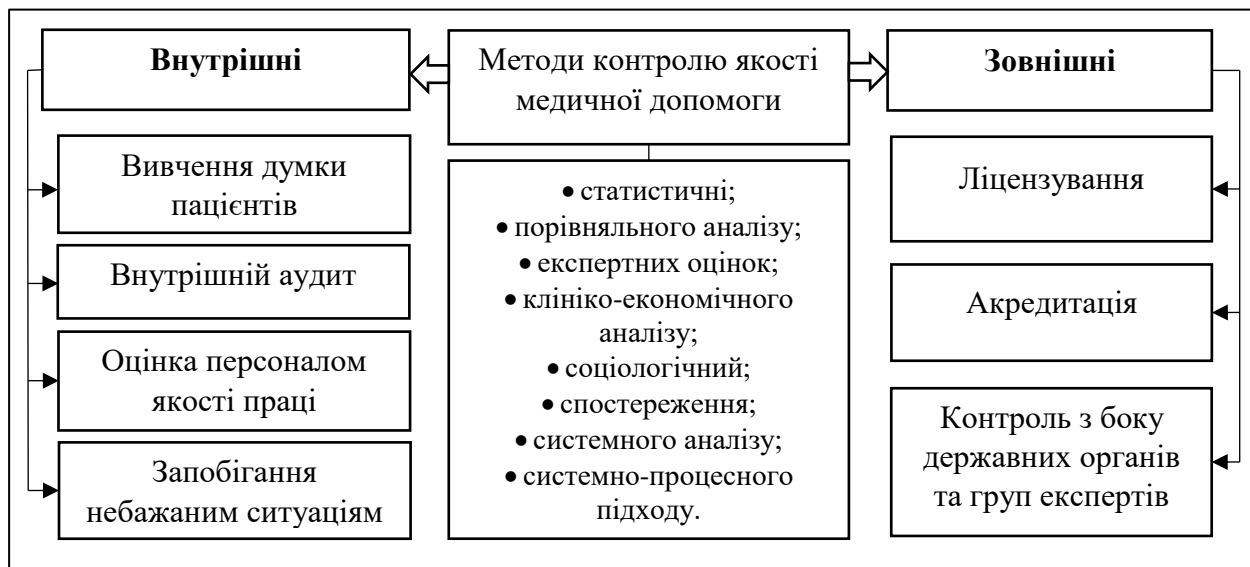 Внутрішні
Вивчення думки
пацієнтів
Внутрішній аудит
Оцінка персоналом
якості праці
Запобігання
небажаним ситуаціям
Методи контролю якості
медичної допомоги
• статистичні;
• порівняльного аналізу;
• експертних оцінок;
• клініко-економічного
аналізу;
• соціологічний;
• спостереження;
• системного аналізу;
• системно-процесного
підходу.
Зовнішні
Ліцензування
Акредитація
Контроль з боку
державних органів
та груп експертів